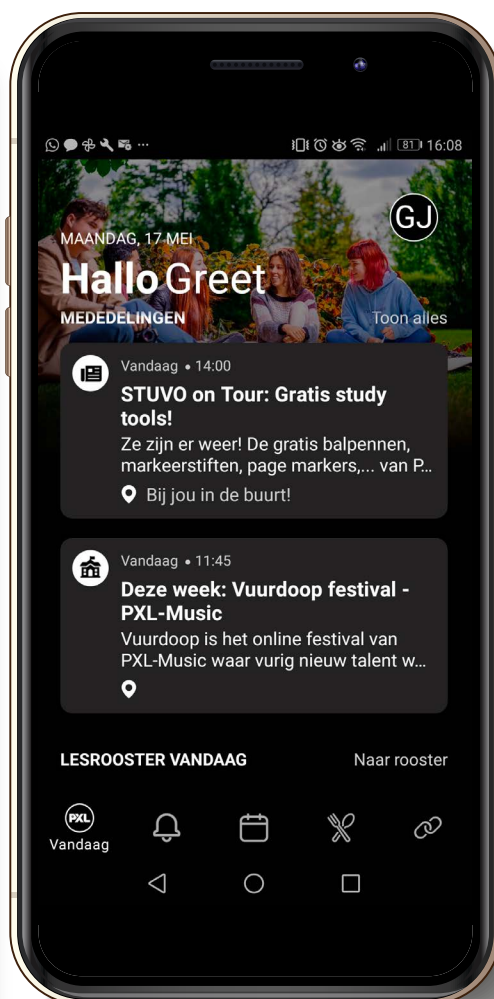 81 16:08
GJ
MAANDAG, 17 MEI
Hallo Greet
MEDEDELINGEN Toon alles
Vandaag • 14:00
STUVO on Tour: Gratis study
tools!
Ze zijn er weer! De gratis balpennen,
markeerstiften, page markers,... van P...
Bij jou in de buurt!
Vandaag • 11:45
Deze week: Vuurdoop festival -
PXL-Music
Vuurdoop is het online festival van
PXL-Music waar vurig nieuw talent w...
LESROOSTER VANDAAG Naar rooster
PXL
Vandaag